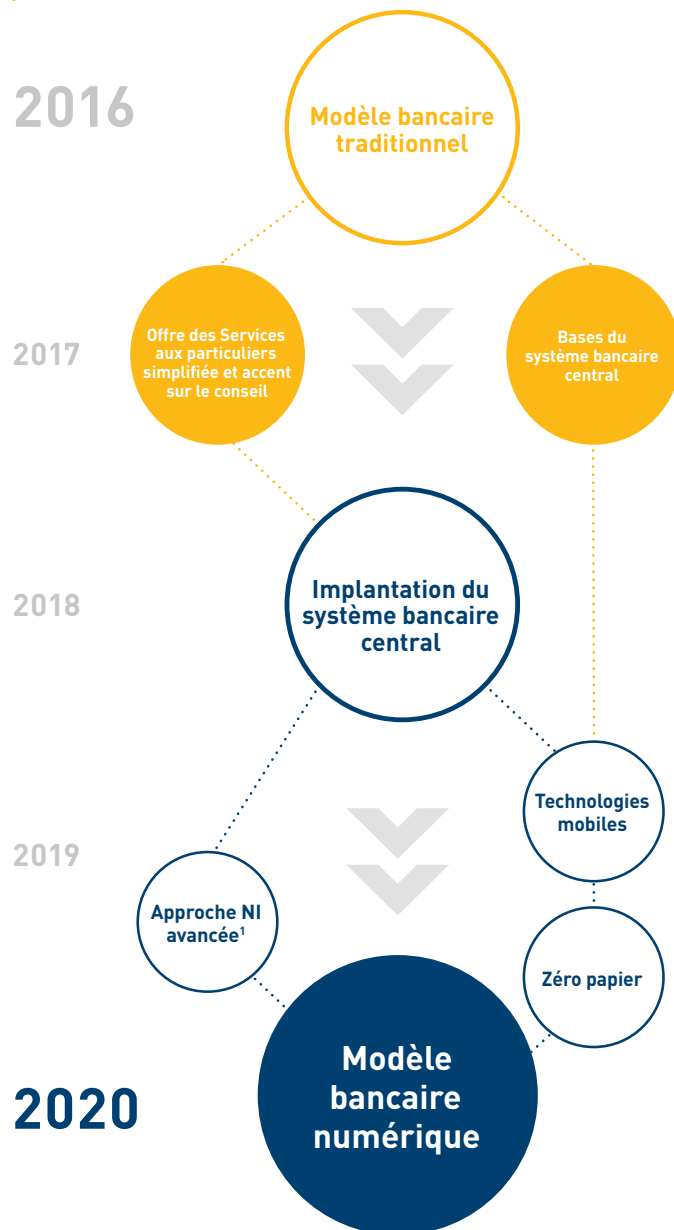 2016
Modèle bancaire
traditionnel
2017
Offre des Services
aux particuliers
simplifiée et accent
sur le conseil
Bases du
système bancaire
central
2018
Implantation du
système bancaire
central
Technologies
mobiles
2019
Approche NI
avancée¹
Zéro papier
2020
Modèle
bancaire
numérique